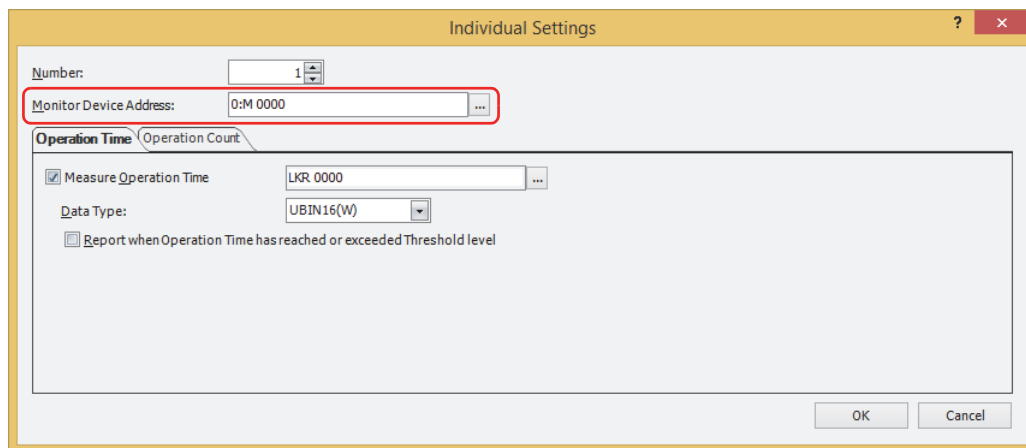 Individual Settings ? ×
Number: 1
Monitor Device Address: 0:M 0000 ...
Operation Time Operation Count
Measure Operation Time LKR 0000 ...
Data Type: UBIN16(W)
Report when Operation Time has reached or exceeded Threshold level
OK Cancel